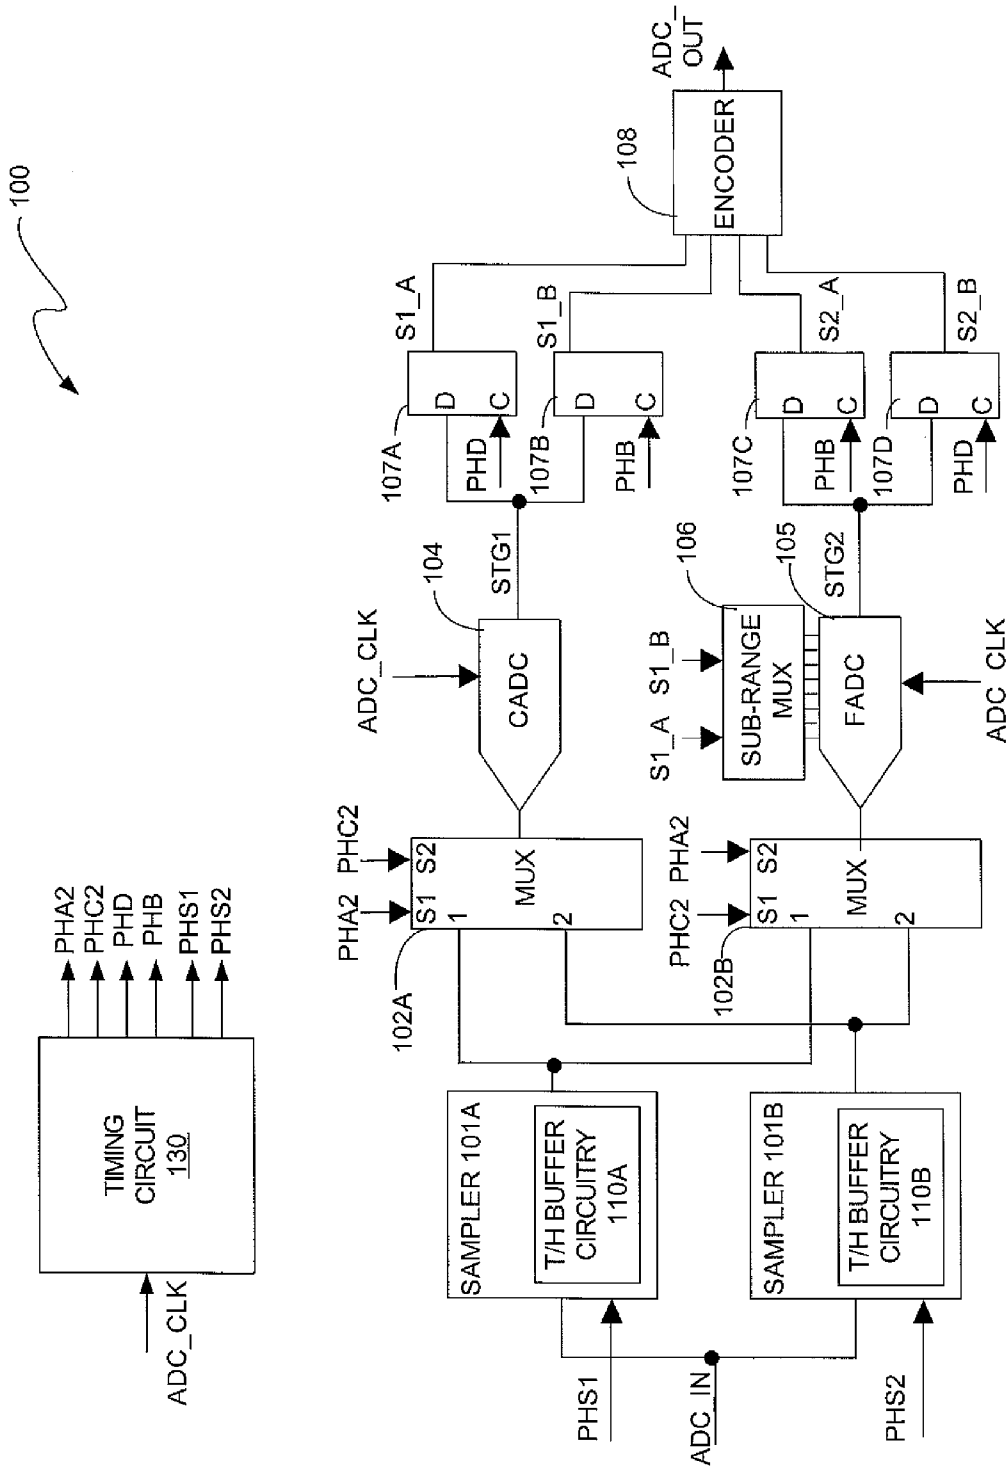 100
ADC_CLK
TIMING
CIRCUIT
130
PHA2
PHC2
PHD
PHB
PHS1
PHS2
PHS1
ADC_IN
PHS2
SAMPLER 101A
T/H BUFFER
CIRCUITRY
110A
SAMPLER 101B
T/H BUFFER
CIRCUITRY
110B
102A
PHA2
PHC2
S1
S2
1
2
MUX
102B
PHC2
PHA2
S1
S2
1
2
MUX
ADC_CLK
104
CADC
STG1
S1_A
S1_B
106
SUB-RANGE
MUX
105
FADC
ADC_CLK
STG2
107A
D
C
PHD
S1_A
107B
D
C
PHB
S1_B
107C
D
C
PHB
S2_A
107D
D
C
PHD
S2_B
108
ENCODER
ADC_
OUT